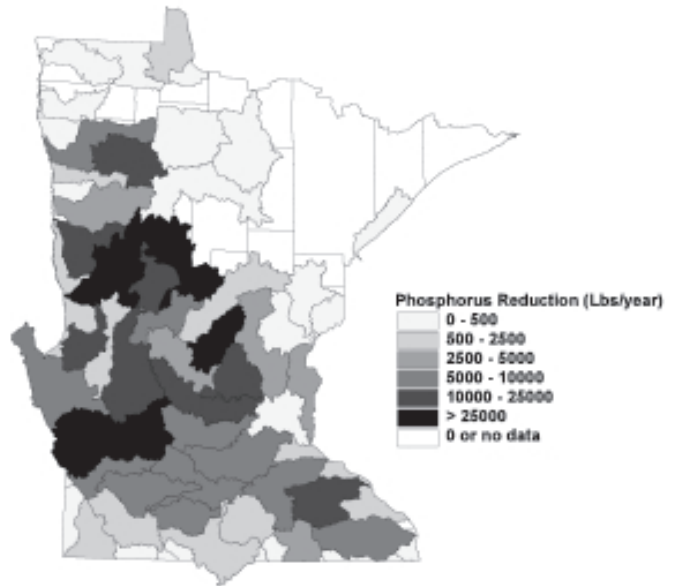 Phosphorus Reduction (Lbs/year)
0 - 500
500 - 2500
2500 - 5000
5000 - 10000
10000 - 25000
> 25000
0 or no data